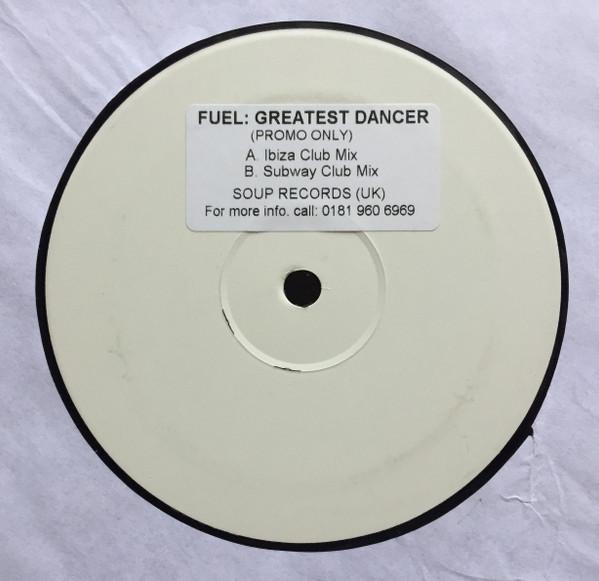 FUEL: GREATEST DANCER
(PROMO ONLY)
A. Ibiza Club Mix
B. Subway Club Mix
SOUP RECORDS (UK)
For more info. call: 0181 960 6969